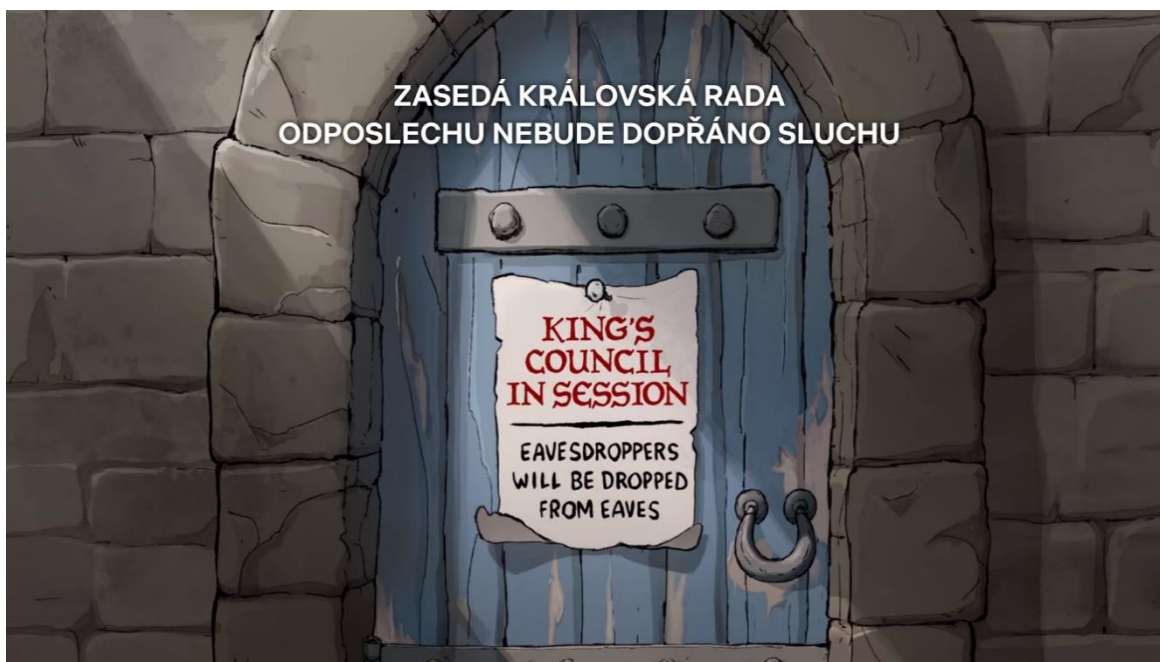 ZASEDÁ KRÁLOVSKÁ RADA
ODPOSLECHU NEBUDE DOPŘÁNO SLUCHU
KING'S
COUNCIL
IN SESSION
EAVESDROPPERS
WILL BE DROPPED
FROM EAVES